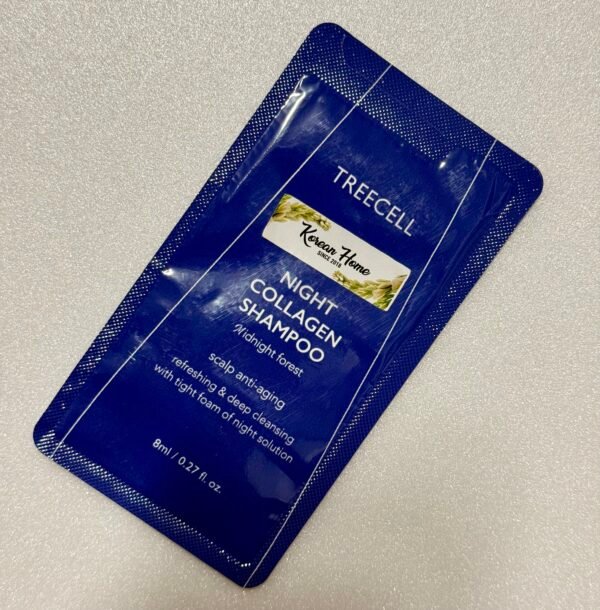 TREECELL
Korean Home
SINCE 2018
NIGHT
COLLAGEN
SHAMPOO
Midnight forest
scalp anti-aging
refreshing & deep cleansing
with tight foam of night solution
8ml / 0.27 fl. oz.